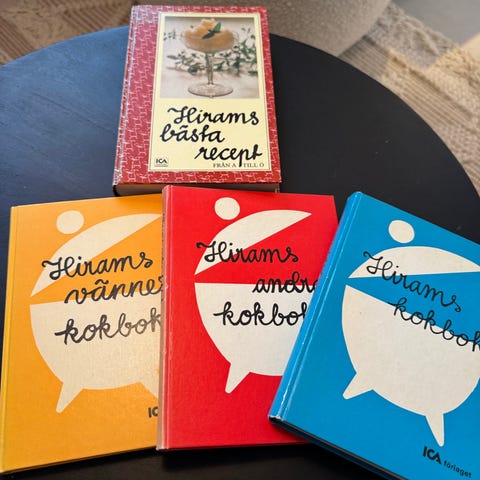 Hirams
bästa
recept
FRÅN A TILL Ö
ICA
Hirams
vänner
kokbok
ICA
Hirams
andra
kokbok
Hirams
kokbok
ICA förlaget